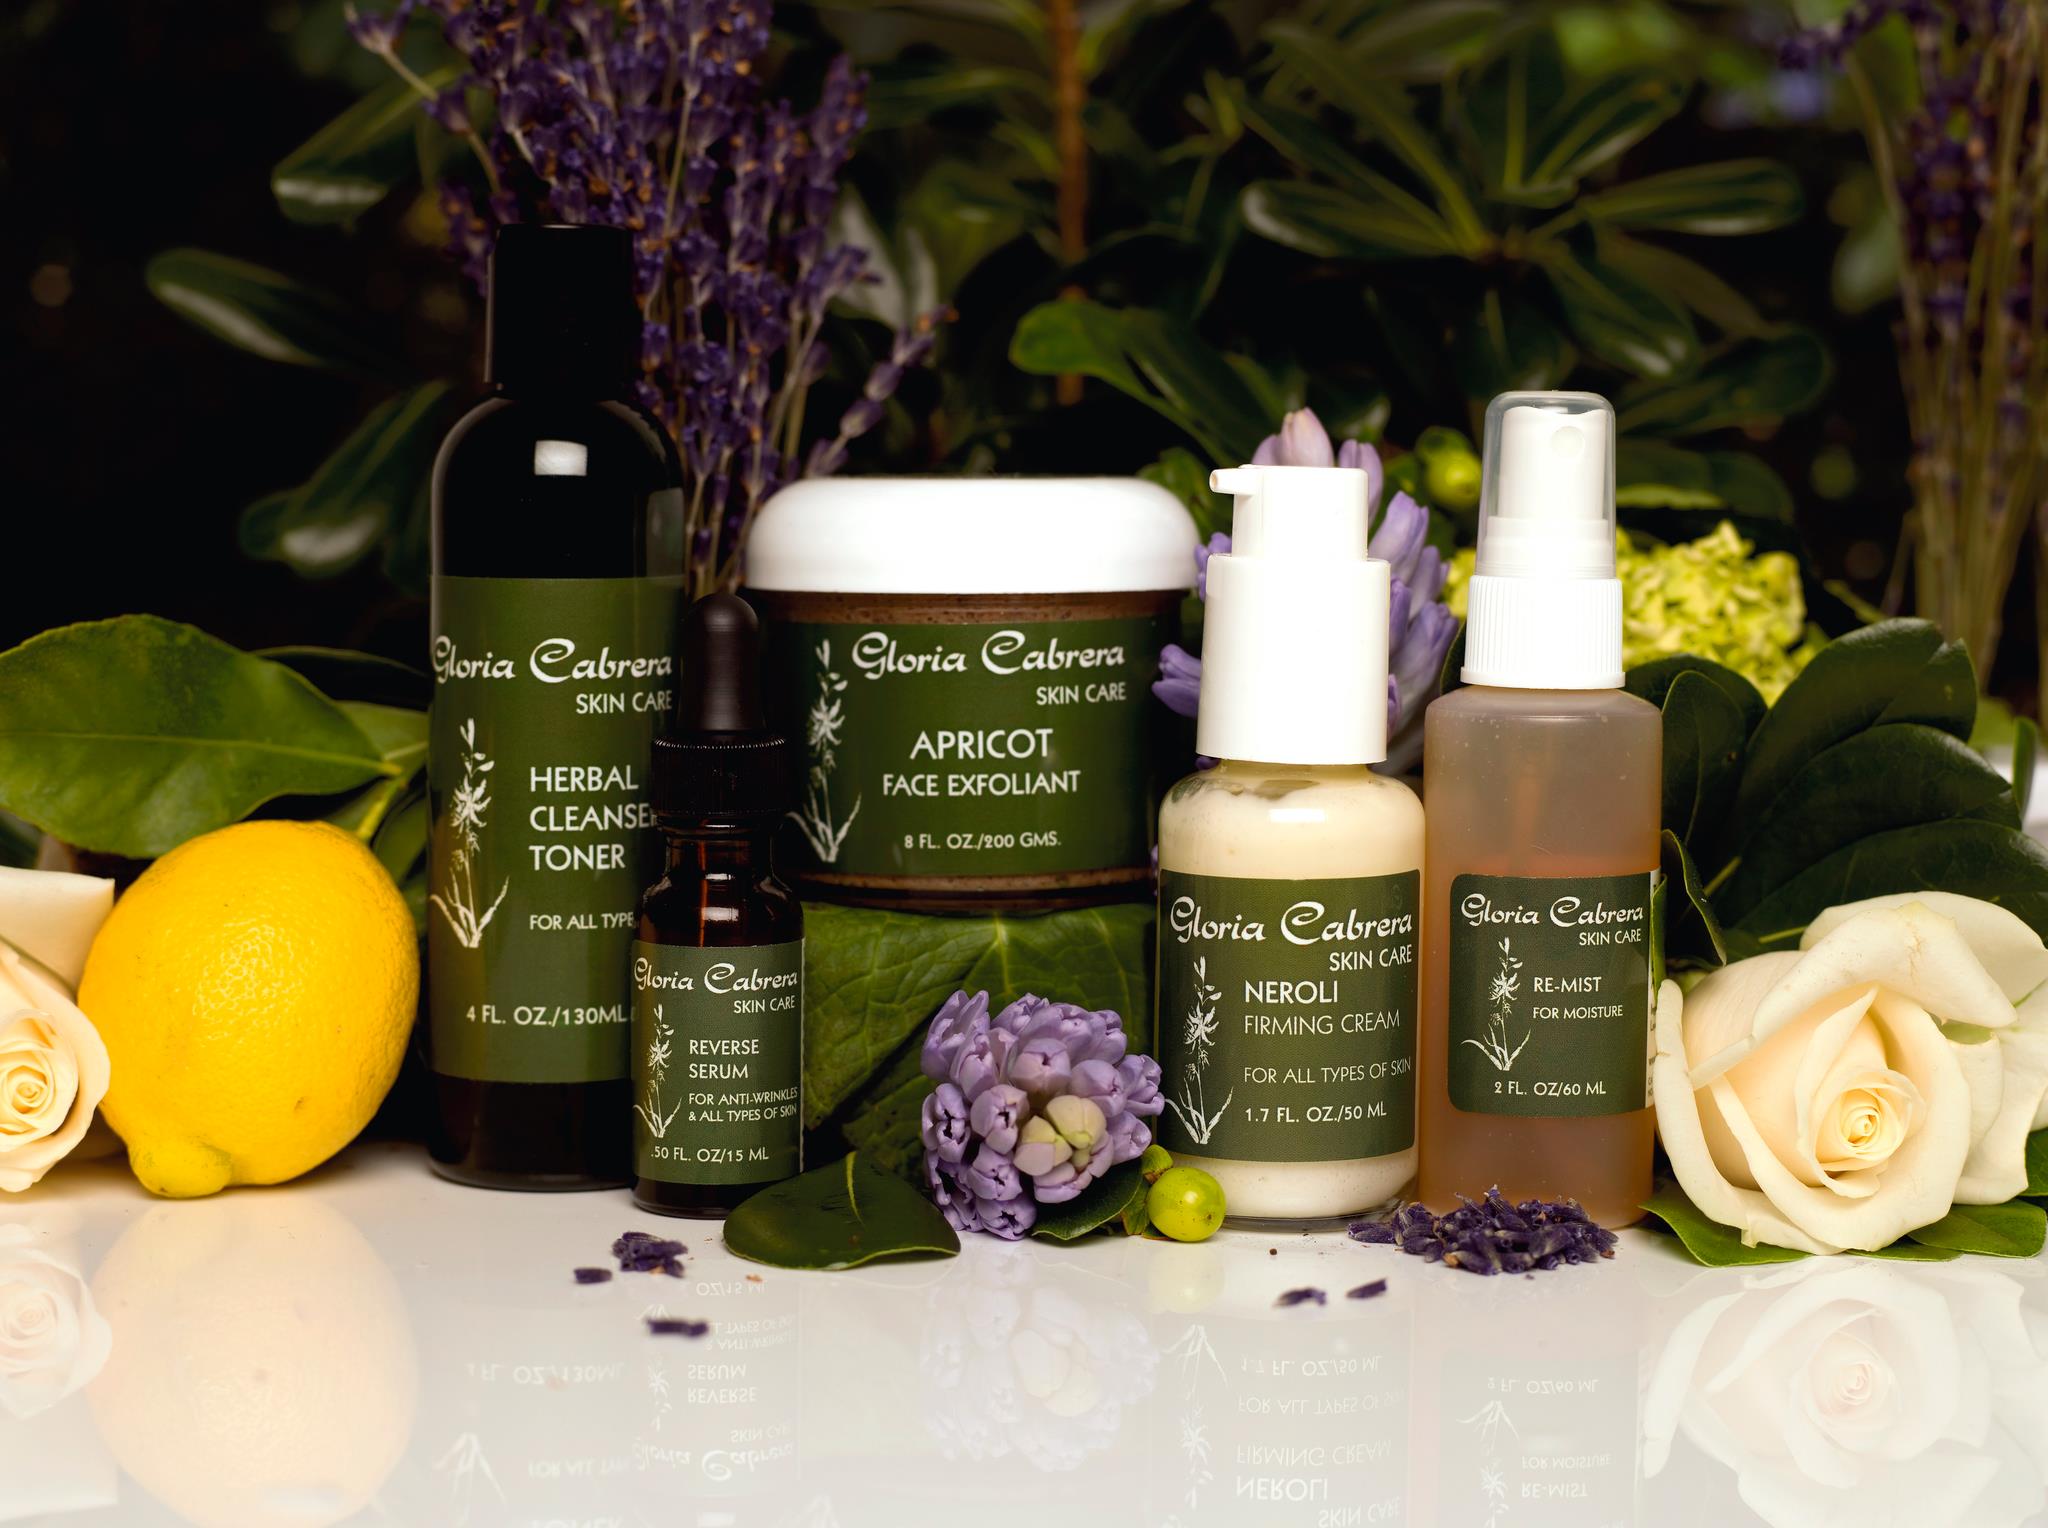 Gloria Cabrera
SKIN CARE
HERBAL
CLEANSER
TONER
FOR ALL TYPE
4 FL. OZ./130ML
Gloria Cabrera
SKIN CARE
REVERSE
SERUM
FOR ANTI-WRINKLES
& ALL TYPES OF SKIN
.50 FL. OZ/15 ML
Gloria Cabrera
SKIN CARE
APRICOT
FACE EXFOLIANT
8 FL. OZ./200 GMS.
Gloria Cabrera
SKIN CARE
NEROLI
FIRMING CREAM
FOR ALL TYPES OF SKIN
1.7 FL. OZ./50 ML
Gloria Cabrera
SKIN CARE
RE-MIST
FOR MOISTURE
2 FL. OZ/60 ML